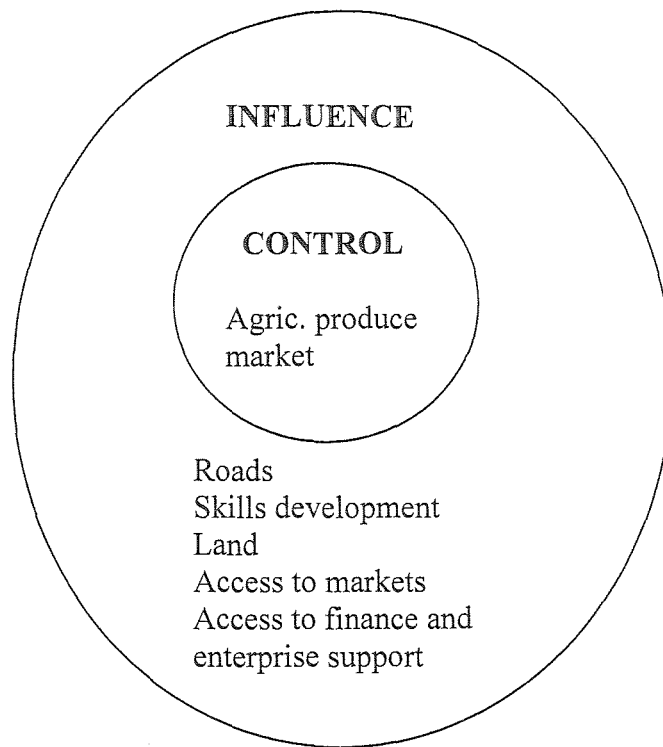 INFLUENCE
CONTROL
Agric. produce
market
Roads
Skills development
Land
Access to markets
Access to finance and
enterprise support